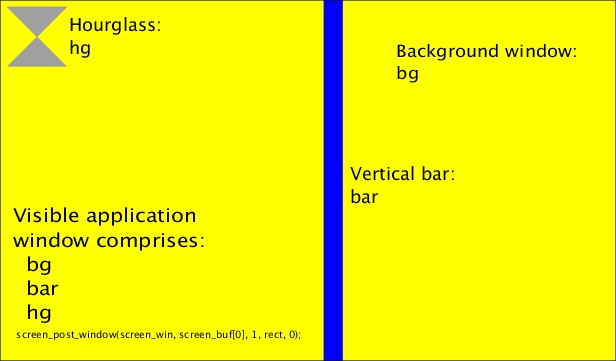 Hourglass:
hg
Background window:
bg
Vertical bar:
bar
Visible application
window comprises:
bg
bar
hg
screen_post_window(screen_win, screen_buf[0], 1, rect, 0);